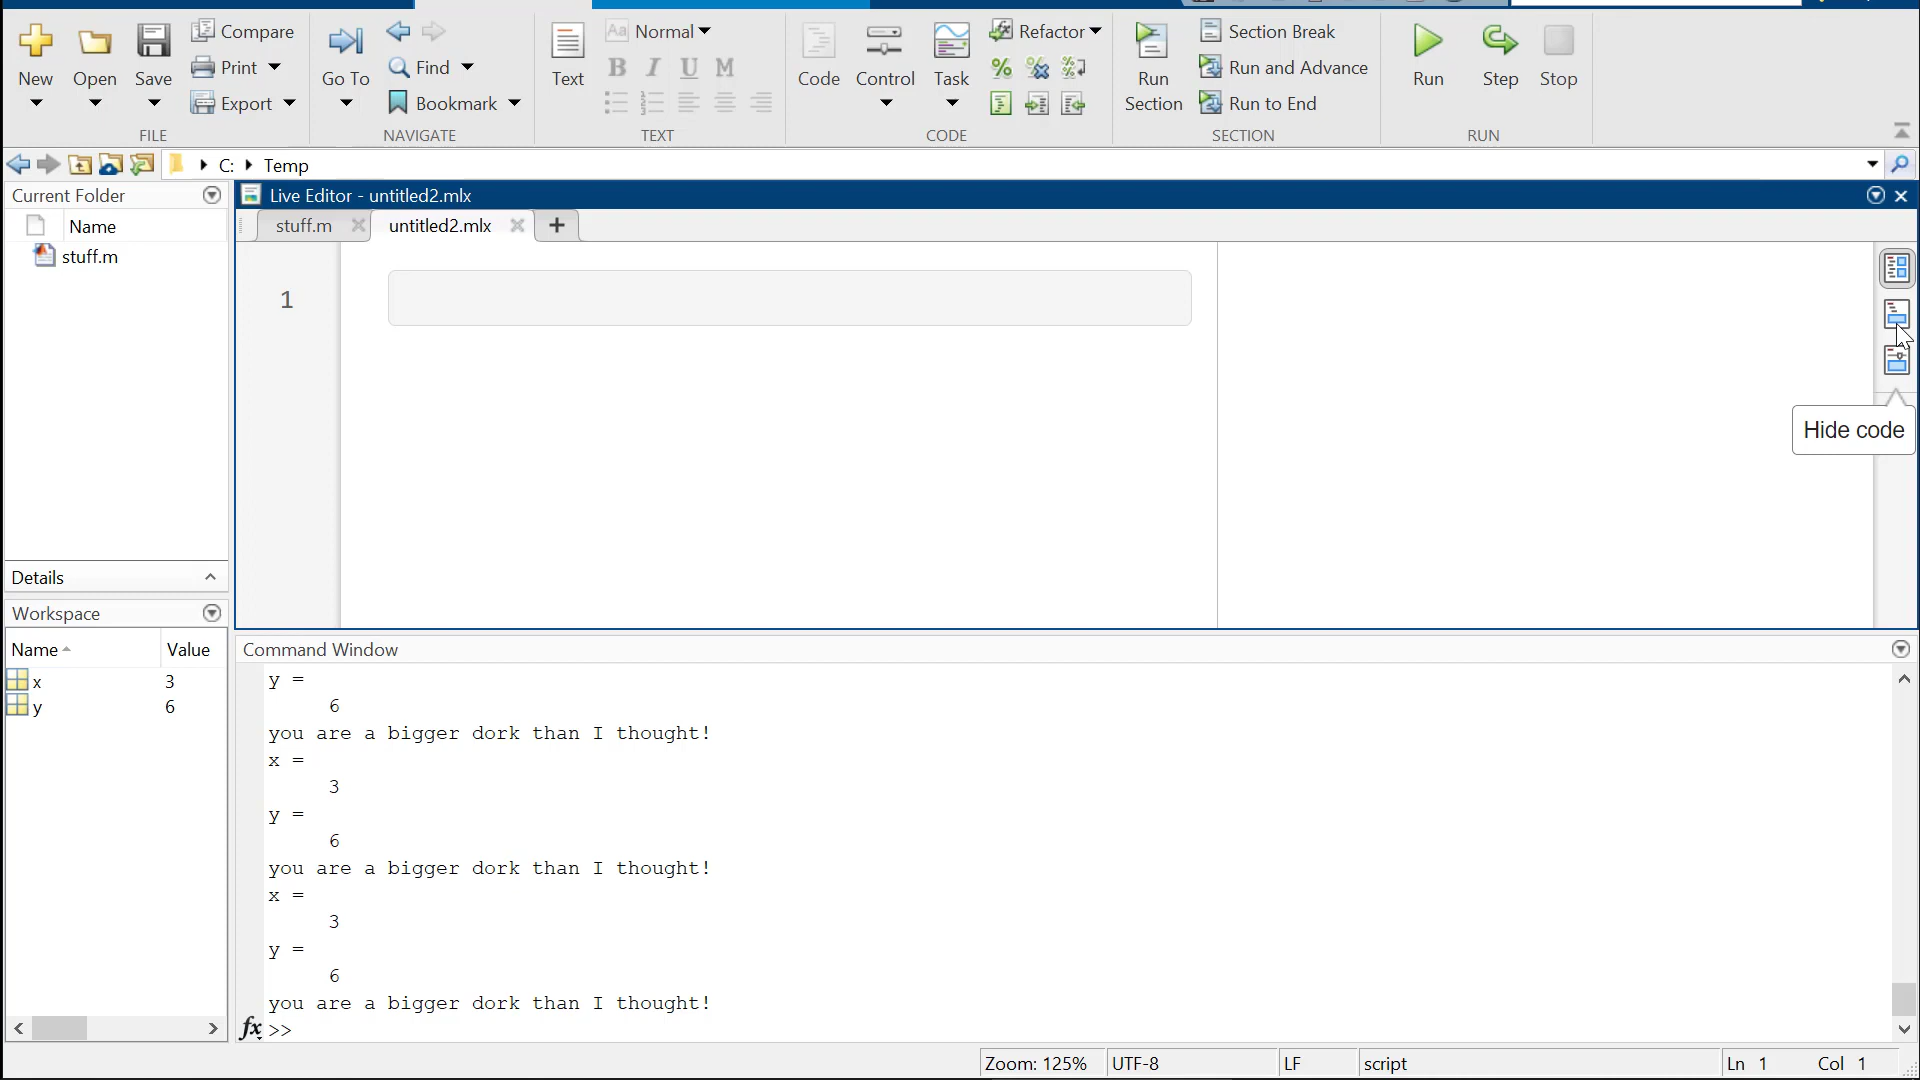 New
Open
Save
Compare
Print
Export
FILE
Go To
Find
Bookmark
NAVIGATE
Text
Aa Normal
B I U M
TEXT
Code
Control
Task
Refactor
CODE
Run
Section
Section Break
Run and Advance
Run to End
SECTION
Run
Step
Stop
RUN
C: Temp
Current Folder
Name
stuff.m
Details
Workspace
Name Value
x 3
y 6
Live Editor - untitled2.mlx
stuff.m
untitled2.mlx
1
Hide code
Command Window
y =
6
you are a bigger dork than I thought!
x =
3
y =
6
you are a bigger dork than I thought!
x =
3
y =
6
you are a bigger dork than I thought!
fx >>
Zoom: 125% UTF-8 LF script Ln 1 Col 1